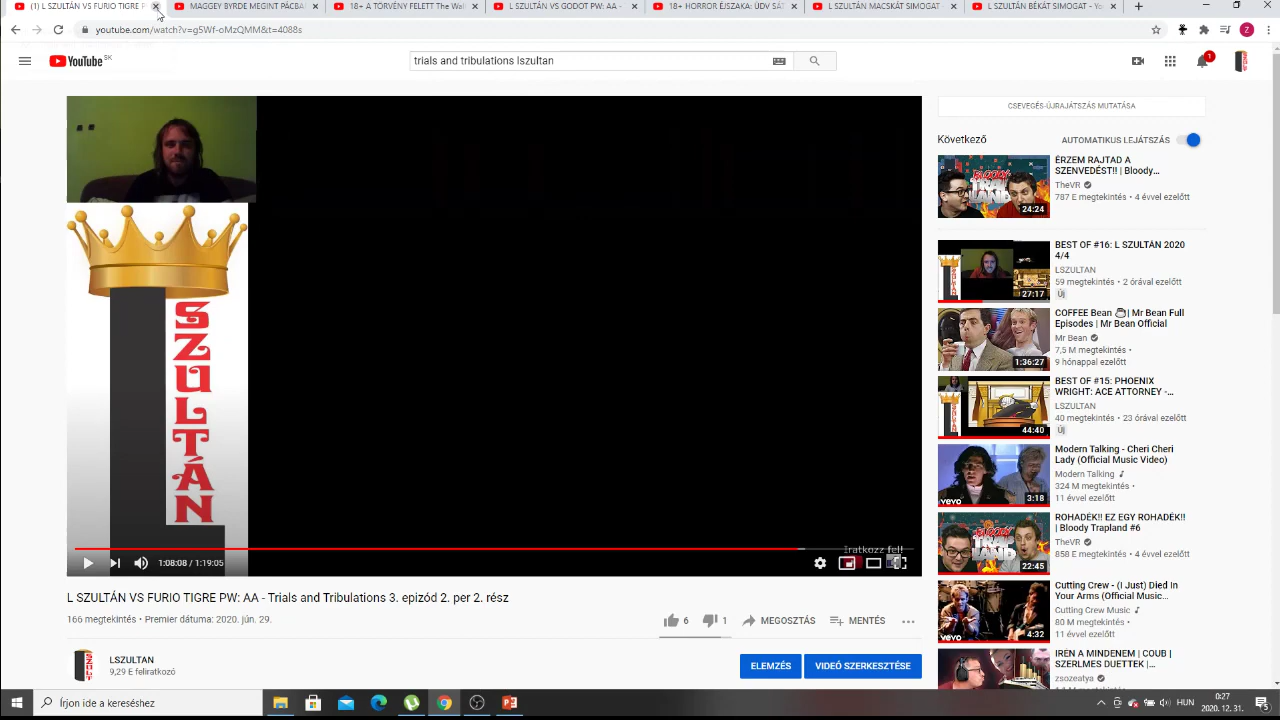 (1) L SZULTÁN VS FURIO TIGRE P
MAGGEY BYRDE MEGINT PÁCBAN
18+ A TÖRVÉNY FELETT The Wal
L SZULTÁN VS GODOT PW: AA -
18+ HORROR ÉJSZAKA: ÜDV SÁT
L SZULTÁN MACSKÁT SIMOGAT
L SZULTÁN BÉKÁT SIMOGAT - You
youtube.com/watch?v=g5Wf-oMzQMM&t=4088s
Z
YouTube SK
trials and tribulations lszultan
1
CSEVEGÉS-ÚJRAJÁTSZÁS MUTATÁSA
Következő
AUTOMATIKUS LEJÁTSZÁS
BLOODY TRAPLAND
24:24
ÉRZEM RAJTAD A
SZENVEDÉST!! | Bloody...
TheVR
787 E megtekintés • 4 évvel ezelőtt
27:17
BEST OF #16: L SZULTÁN 2020
4/4
LSZULTAN
59 megtekintés • 2 órával ezelőtt
Új
1:36:27
COFFEE Bean ☕| Mr Bean Full
Episodes | Mr Bean Official
Mr Bean
7,5 M megtekintés •
9 hónappal ezelőtt
44:40
BEST OF #15: PHOENIX
WRIGHT: ACE ATTORNEY -...
LSZULTAN
40 megtekintés • 23 órával ezelőtt
Új
vevo
3:18
Modern Talking - Cheri Cheri
Lady (Official Music Video)
Modern Talking
324 M megtekintés •
11 évvel ezelőtt
BLOODY TRAPLAND
22:45
ROHADÉK!! EZ EGY ROHADÉK!!
| Bloody Trapland #6
TheVR
858 E megtekintés • 4 évvel ezelőtt
vevo
4:32
Cutting Crew - (I Just) Died In
Your Arms (Official Music...
Cutting Crew Music
80 M megtekintés •
11 évvel ezelőtt
IREN A MINDENEM | COUB |
SZERELMES DUETTEK |...
zsozeatya
L SZULTÁN
Iratkozz fel!
1:08:08 / 1:19:05
L SZULTÁN VS FURIO TIGRE PW: AA - Trials and Tribulations 3. epizód 2. per 2. rész
166 megtekintés • Premier dátuma: 2020. jún. 29.
6
1
MEGOSZTÁS
MENTÉS
LSZULTAN
9,29 E feliratkozó
ELEMZÉS
VIDEÓ SZERKESZTÉSE
Írjon ide a kereséshez
HUN
0:27
2020. 12. 31.
5